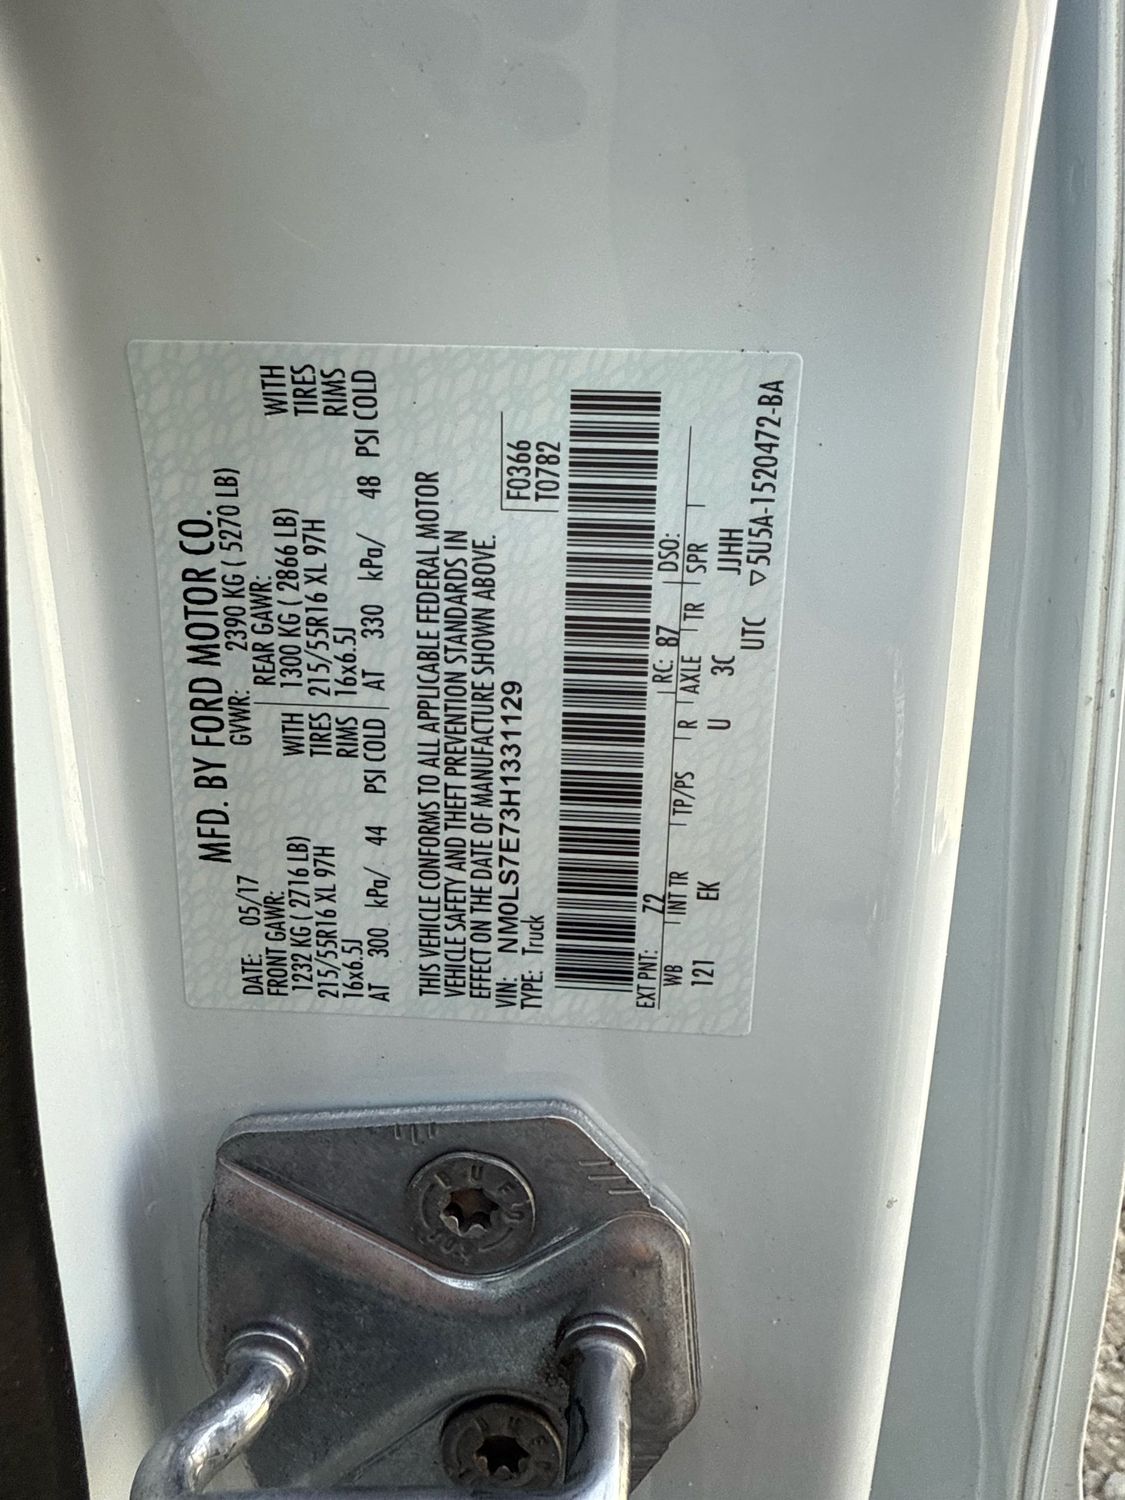 MFD. BY FORD MOTOR CO.
DATE: 05/17 GVWR: 2390 KG ( 5270 LB)
FRONT GAWR: REAR GAWR:
1232 KG ( 2716 LB) WITH 1300 KG ( 2866 LB) WITH
215/55R16 XL 97H TIRES 215/55R16 XL 97H TIRES
16x6.5J RIMS 16x6.5J RIMS
AT 300 kPa/ 44 PSI COLD AT 330 kPa/ 48 PSI COLD
THIS VEHICLE CONFORMS TO ALL APPLICABLE FEDERAL MOTOR
VEHICLE SAFETY AND THEFT PREVENTION STANDARDS IN
EFFECT ON THE DATE OF MANUFACTURE SHOWN ABOVE.
VIN: NM0LS7E73H1331129 F0366
TYPE: Truck T0782
EXT PNT: Z2 RC: 87 DSO:
WB INT TR TP/PS R AXLE TR SPR
121 EK U 3C JJHH
UTC ▽5U5A-1520472-BA